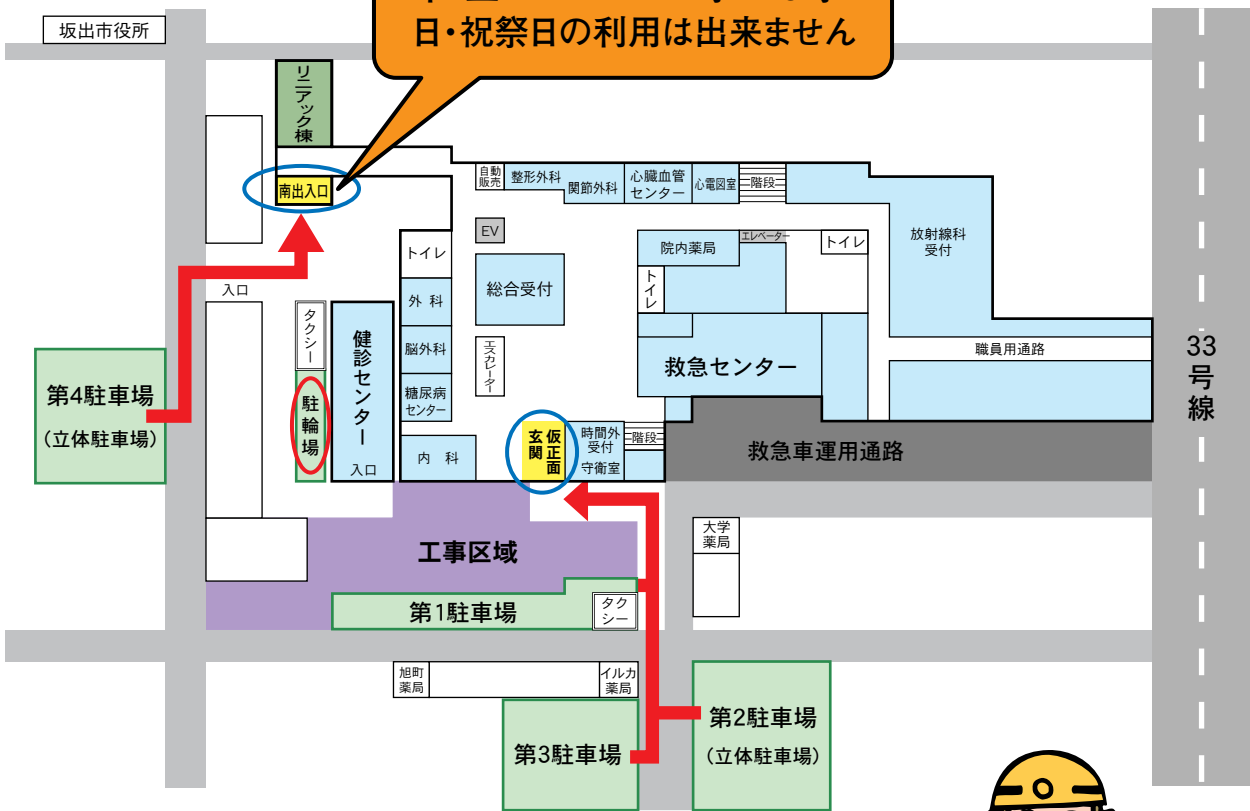 坂出市役所
日・祝祭日の利用は出来ません
リニアック棟
南出入口
自動
販売
整形外科
関節外科
心臓血管
センター
心電図室
階段
放射線科
受付
EV
トイレ
院内薬局
エレベーター
トイレ
トイレ
総合受付
外 科
入口
タクシー
健診センター
脳外科
エスカレーター
救急センター
職員用通路
33号線
第4駐車場
(立体駐車場)
駐輪場
糖尿病
センター
仮正面
玄関
時間外
受付
守衛室
階段
救急車運用通路
内 科
入口
工事区域
大学
薬局
第1駐車場
タク
シー
旭町
薬局
イルカ
薬局
第2駐車場
(立体駐車場)
第3駐車場